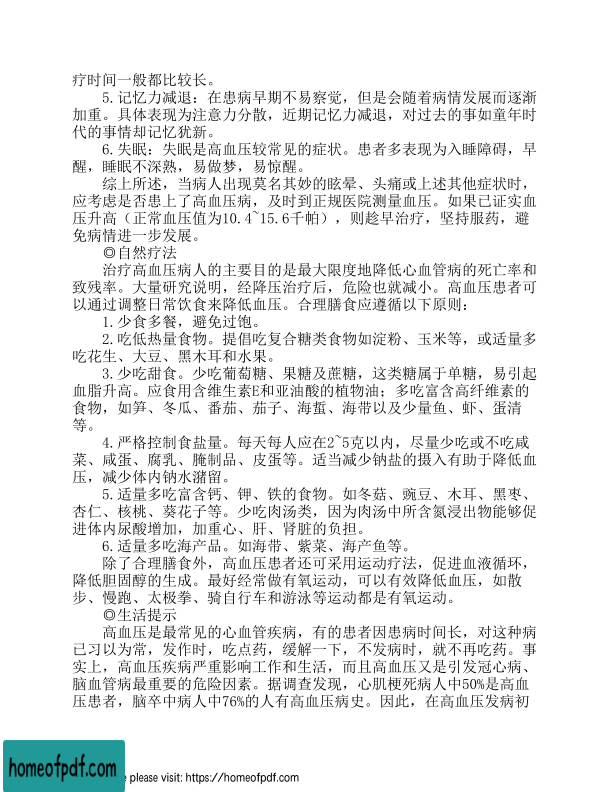 疗时间一般都比较长。
5.记忆力减退：在患病早期不易察觉，但是会随着病情发展而逐渐
加重。具体表现为注意力分散，近期记忆力减退，对过去的事如童年时
代的事情却记忆犹新。
6.失眠：失眠是高血压较常见的症状。患者多表现为入睡障碍，早
醒，睡眠不深熟，易做梦，易惊醒。
综上所述，当病人出现莫名其妙的眩晕、头痛或上述其他症状时，
应考虑是否患上了高血压病，及时到正规医院测量血压。如果已证实血
压升高（正常血压值为10.4~15.6千帕），则趁早治疗，坚持服药，避
免病情进一步发展。
◎自然疗法
治疗高血压病人的主要目的是最大限度地降低心血管病的死亡率和
致残率。大量研究说明，经降压治疗后，危险也就减小。高血压患者可
以通过调整日常饮食来降低血压。合理膳食应遵循以下原则：
1.少食多餐，避免过饱。
2.吃低热量食物。提倡吃复合糖类食物如淀粉、玉米等，或适量多
吃花生、大豆、黑木耳和水果。
3.少吃甜食。少吃葡萄糖、果糖及蔗糖，这类糖属于单糖，易引起
血脂升高。应食用含维生素E和亚油酸的植物油；多吃富含高纤维素的
食物，如笋、冬瓜、番茄、茄子、海蜇、海带以及少量鱼、虾、蛋清
等。
4.严格控制食盐量。每天每人应在2~5克以内，尽量少吃或不吃咸
菜、咸蛋、腐乳、腌制品、皮蛋等。适当减少钠盐的摄入有助于降低血
压，减少体内钠水潴留。
5.适量多吃富含钙、钾、铁的食物。如冬菇、豌豆、木耳、黑枣、
杏仁、核桃、葵花子等。少吃肉汤类，因为肉汤中所含氮浸出物能够促
进体内尿酸增加，加重心、肝、肾脏的负担。
6.适量多吃海产品。如海带、紫菜、海产鱼等。
除了合理膳食外，高血压患者还可采用运动疗法，促进血液循环，
降低胆固醇的生成。最好经常做有氧运动，可以有效降低血压，如散
步、慢跑、太极拳、骑自行车和游泳等运动都是有氧运动。
◎生活提示
高血压是最常见的心血管疾病，有的患者因患病时间长，对这种病
已习以为常，发作时，吃点药，缓解一下，不发病时，就不再吃药。事
实上，高血压疾病严重影响工作和生活，而且高血压又是引发冠心病、
脑血管病最重要的危险因素。据调查发现，心肌梗死病人中50%是高血
压患者，脑卒中病人中76%的人有高血压病史。因此，在高血压发病初
homeofpdf.com
e please visit: https://homeofpdf.com